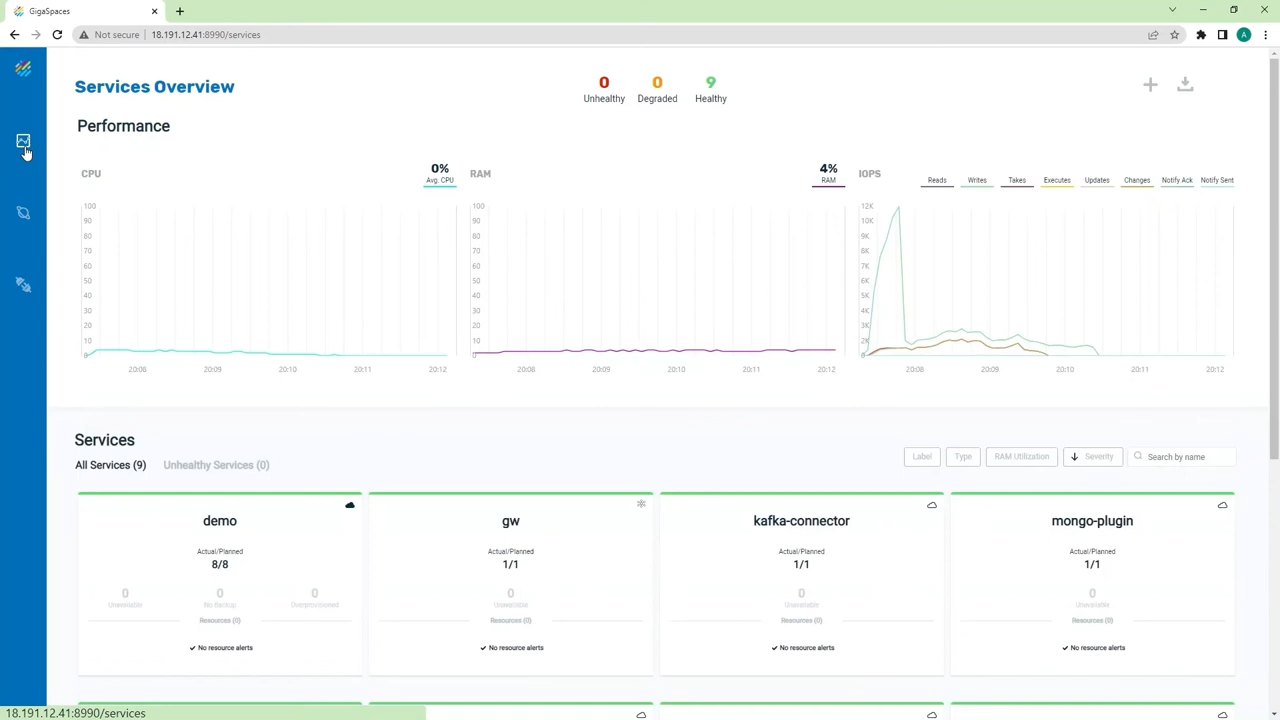 GigaSpaces
Not secure 18.191.12.41:8990/services
A
Services Overview
0 0 9
Unhealthy Degraded Healthy
Performance
CPU
0%
Avg. CPU
RAM
4%
RAM
IOPS
Reads Writes Takes Executes Updates Changes Notify Ack Notify Sent
100
90
80
70
60
50
40
30
20
10
0
20:08 20:09 20:10 20:11 20:12
100
90
80
70
60
50
40
30
20
10
0
20:08 20:09 20:10 20:11 20:12
12K
10K
9K
8K
7K
6K
5K
4K
3K
2K
0
20:08 20:09 20:10 20:11 20:12
Services
All Services (9) Unhealthy Services (0)
Label Type RAM Utilization Severity Search by name
demo
Actual/Planned
8/8
0 0 0
Unavailable No Backup Overprovisioned
Resources (0)
No resource alerts
gw
Actual/Planned
1/1
0
Unavailable
Resources (0)
No resource alerts
kafka-connector
Actual/Planned
1/1
0
Unavailable
Resources (0)
No resource alerts
mongo-plugin
Actual/Planned
1/1
0
Unavailable
Resources (0)
No resource alerts
18.191.12.41:8990/services